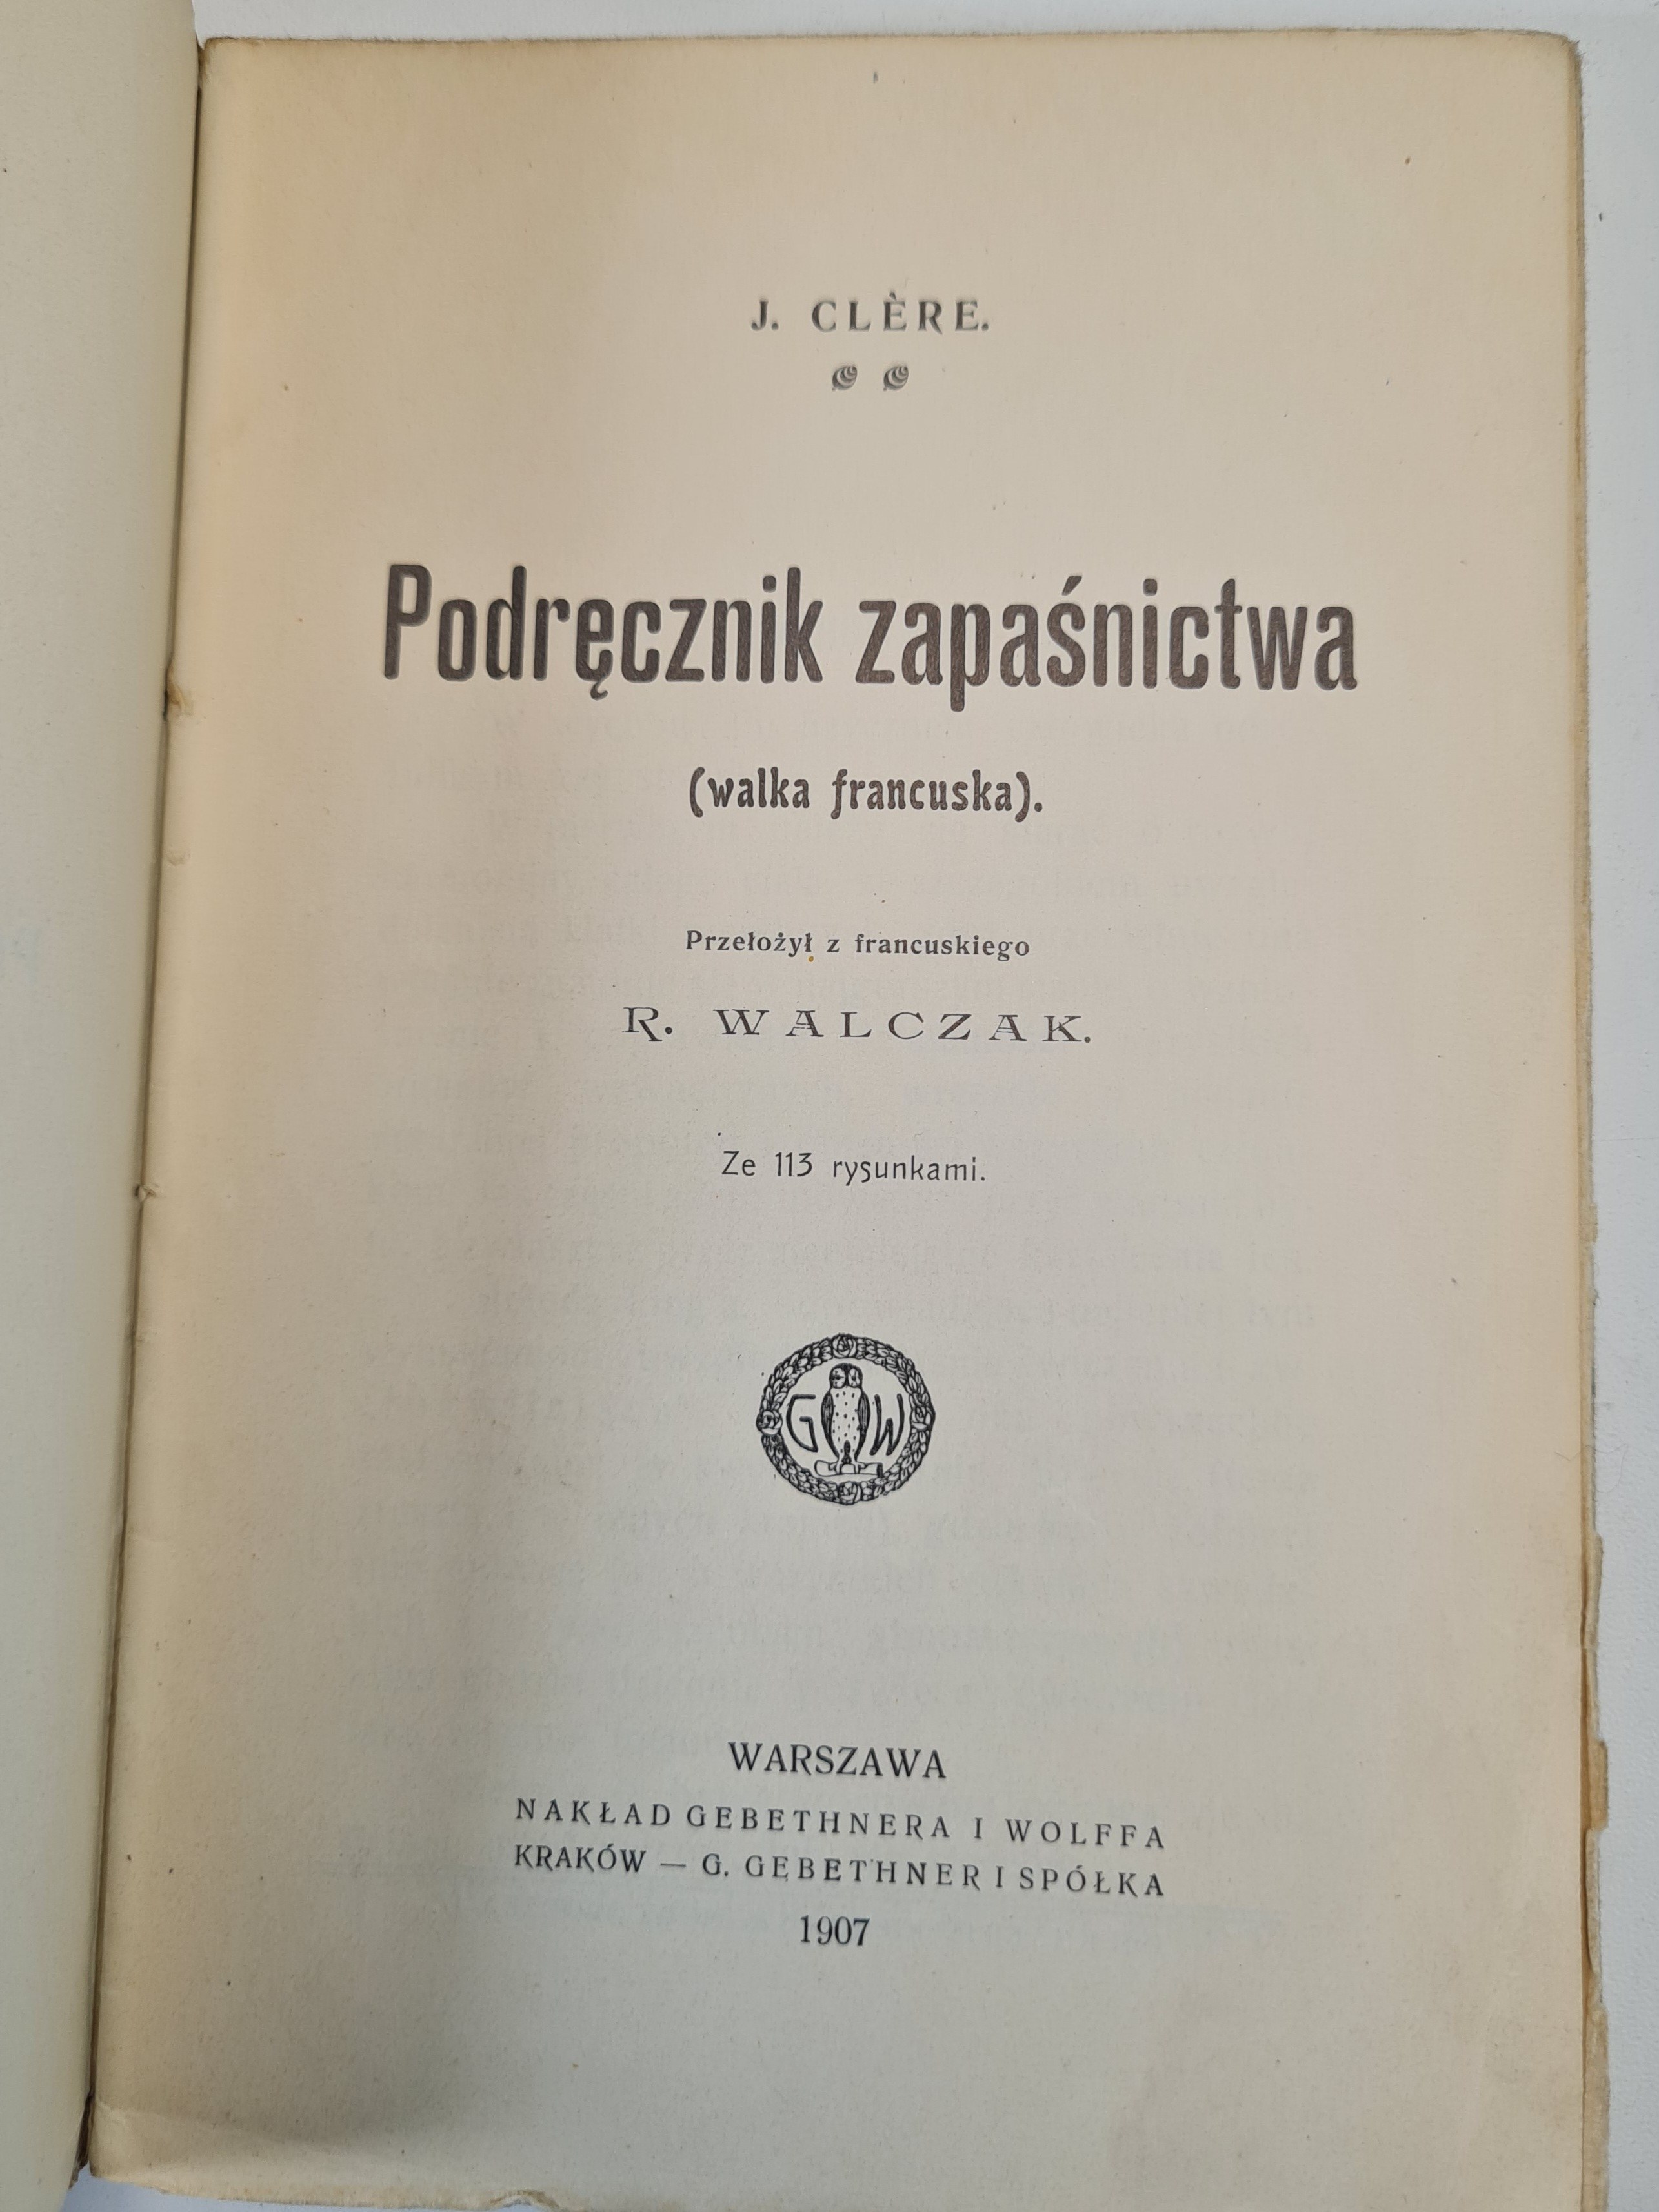 J. CLÈRE.
Podręcznik zapaśnictwa
(walka francuska).
Przełożył z francuskiego
R. WALCZAK.
Ze 113 rysunkami.
G W
WARSZAWA
NAKŁAD GEBETHNERA I WOLFFA
KRAKÓW — G. GEBETHNER I SPÓŁKA
1907